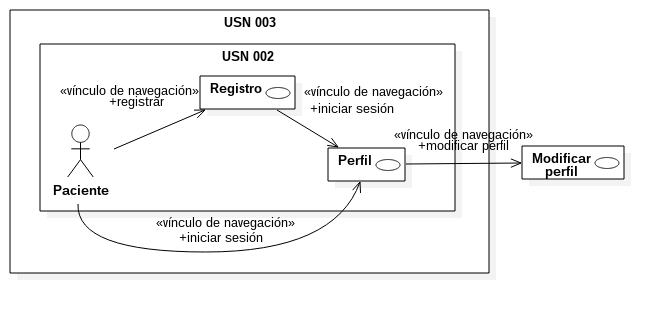 USN 003
USN 002
«vínculo de navegación»
+registrar
Registro
«vínculo de navegación»
+iniciar sesión
«vínculo de navegación»
+modificar perfil
Perfil
Modificar
perfil
Paciente
«vínculo de navegación»
+iniciar sesión